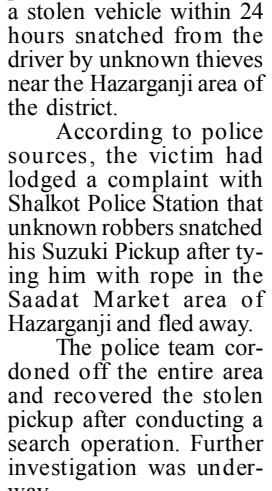 a stolen vehicle within 24
hours snatched from the
driver by unknown thieves
near the Hazarganji area of
the district.
According to police
sources, the victim had
lodged a complaint with
Shalkot Police Station that
unknown robbers snatched
his Suzuki Pickup after ty-
ing him with rope in the
Saadat Market area of
Hazarganji and fled away.
The police team cor-
doned off the entire area
and recovered the stolen
pickup after conducting a
search operation. Further
investigation was under-
way